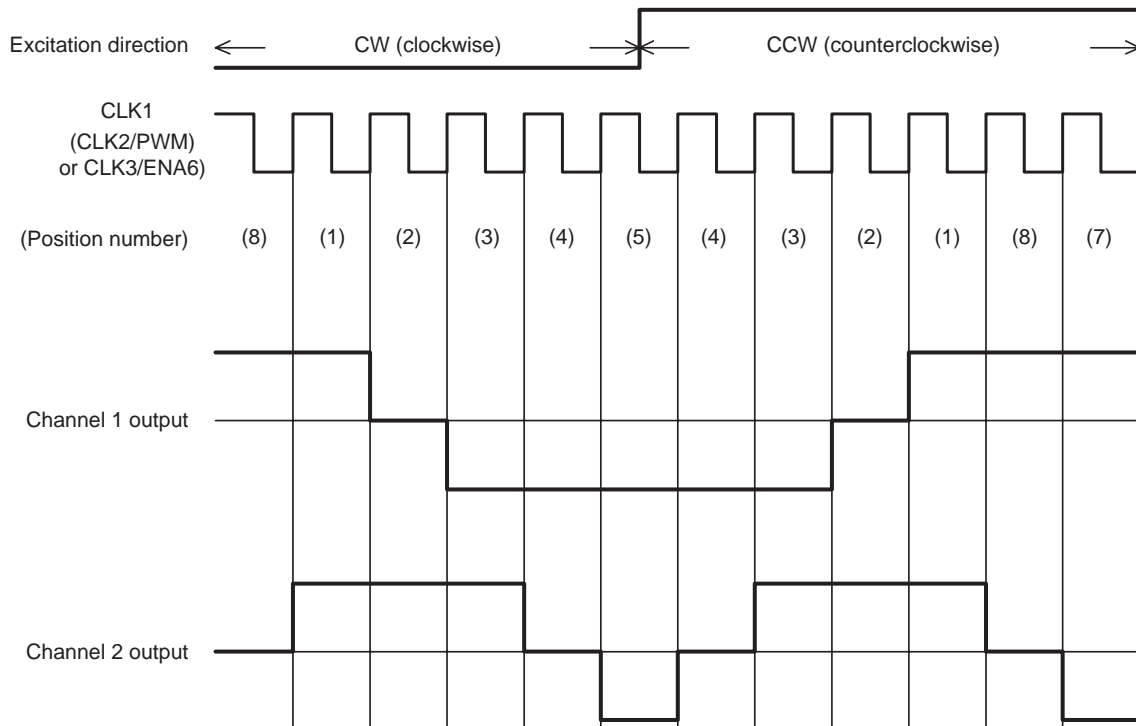 Excitation direction
CW (clockwise)
CCW (counterclockwise)
CLK1
(CLK2/PWM)
or CLK3/ENA6)
(Position number)
(8) (1) (2) (3) (4) (5) (4) (3) (2) (1) (8) (7)
Channel 1 output
Channel 2 output